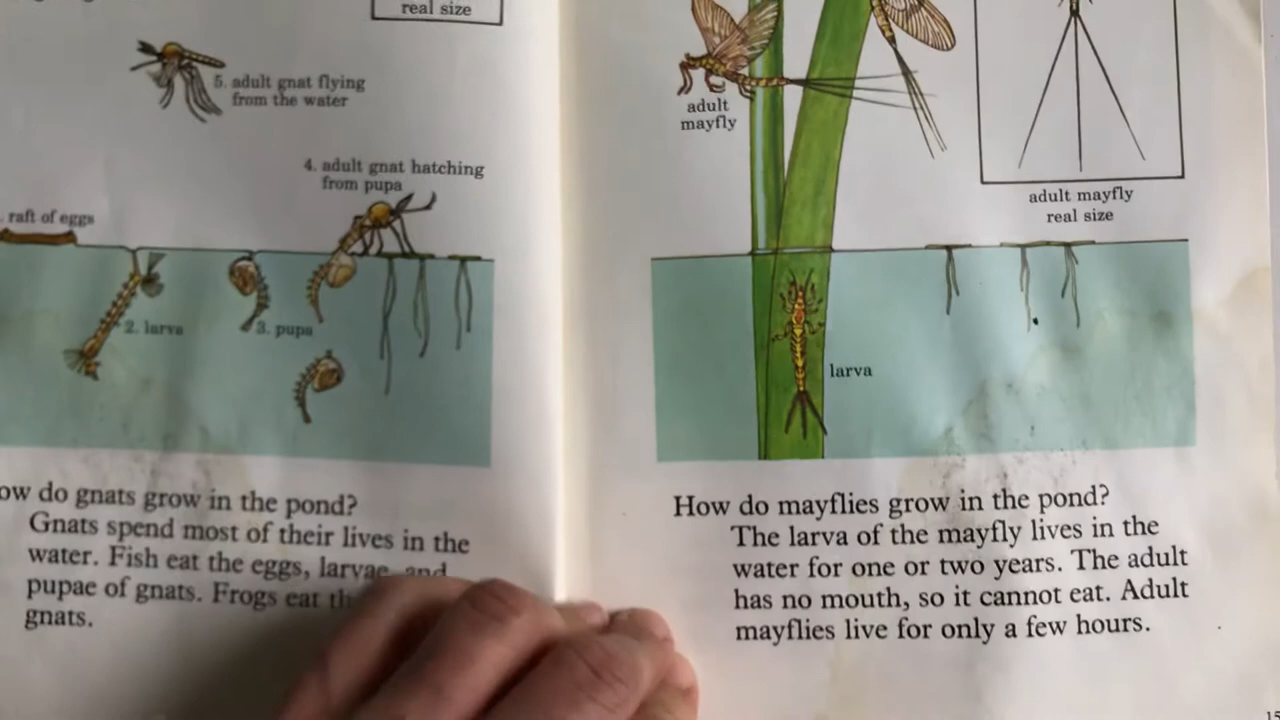 real size
5. adult gnat flying
from the water
4. adult gnat hatching
from pupa
raft of eggs
2. larva
3. pupa
ow do gnats grow in the pond?
Gnats spend most of their lives in the
water. Fish eat the eggs, larvae, and
pupae of gnats. Frogs eat th
gnats.
adult
mayfly
adult mayfly
real size
larva
How do mayflies grow in the pond?
The larva of the mayfly lives in the
water for one or two years. The adult
has no mouth, so it cannot eat. Adult
mayflies live for only a few hours.
15